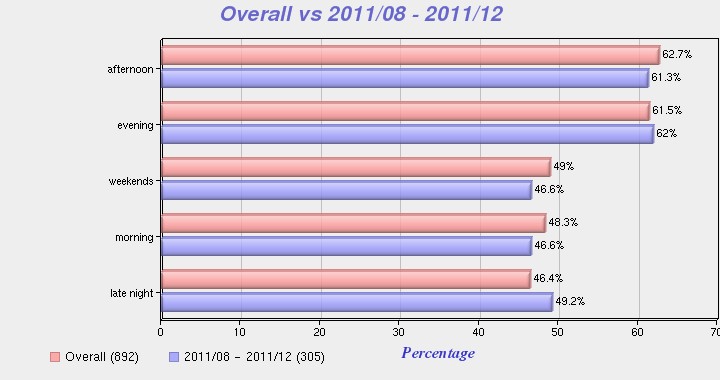 Overall vs 2011/08 - 2011/12
afternoon
62.7%
61.3%
evening
61.5%
62%
weekends
49%
46.6%
morning
48.3%
46.6%
late night
46.4%
49.2%
0 10 20 30 40 50 60 70
Percentage
Overall (892)
2011/08 - 2011/12 (305)